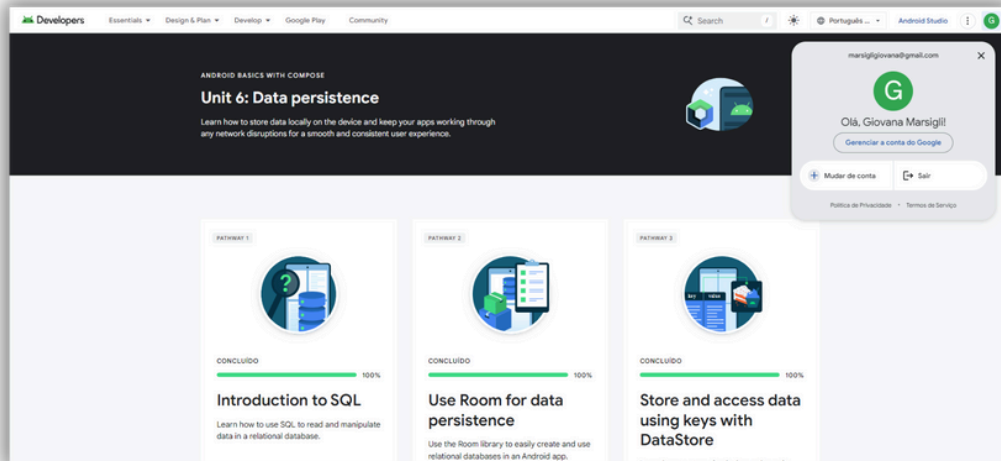 Developers Essentials Design & Plan Develop Google Play Community Search / Português ... Android Studio G
marsigligiovana@gmail.com
G
Olá, Giovana Marsigli!
Gerenciar a conta do Google
Mudar de conta Sair
Política de Privacidade • Termos de Serviço
ANDROID BASICS WITH COMPOSE
Unit 6: Data persistence
Learn how to store data locally on the device and keep your apps working through
any network disruptions for a smooth and consistent user experience.
PATHWAY 1
?
CONCLUÍDO
100%
Introduction to SQL
Learn how to use SQL to read and manipulate
data in a relational database.
PATHWAY 2
CONCLUÍDO
100%
Use Room for data
persistence
Use the Room library to easily create and use
relational databases in an Android app.
PATHWAY 3
key value
CONCLUÍDO
100%
Store and access data
using keys with
DataStore